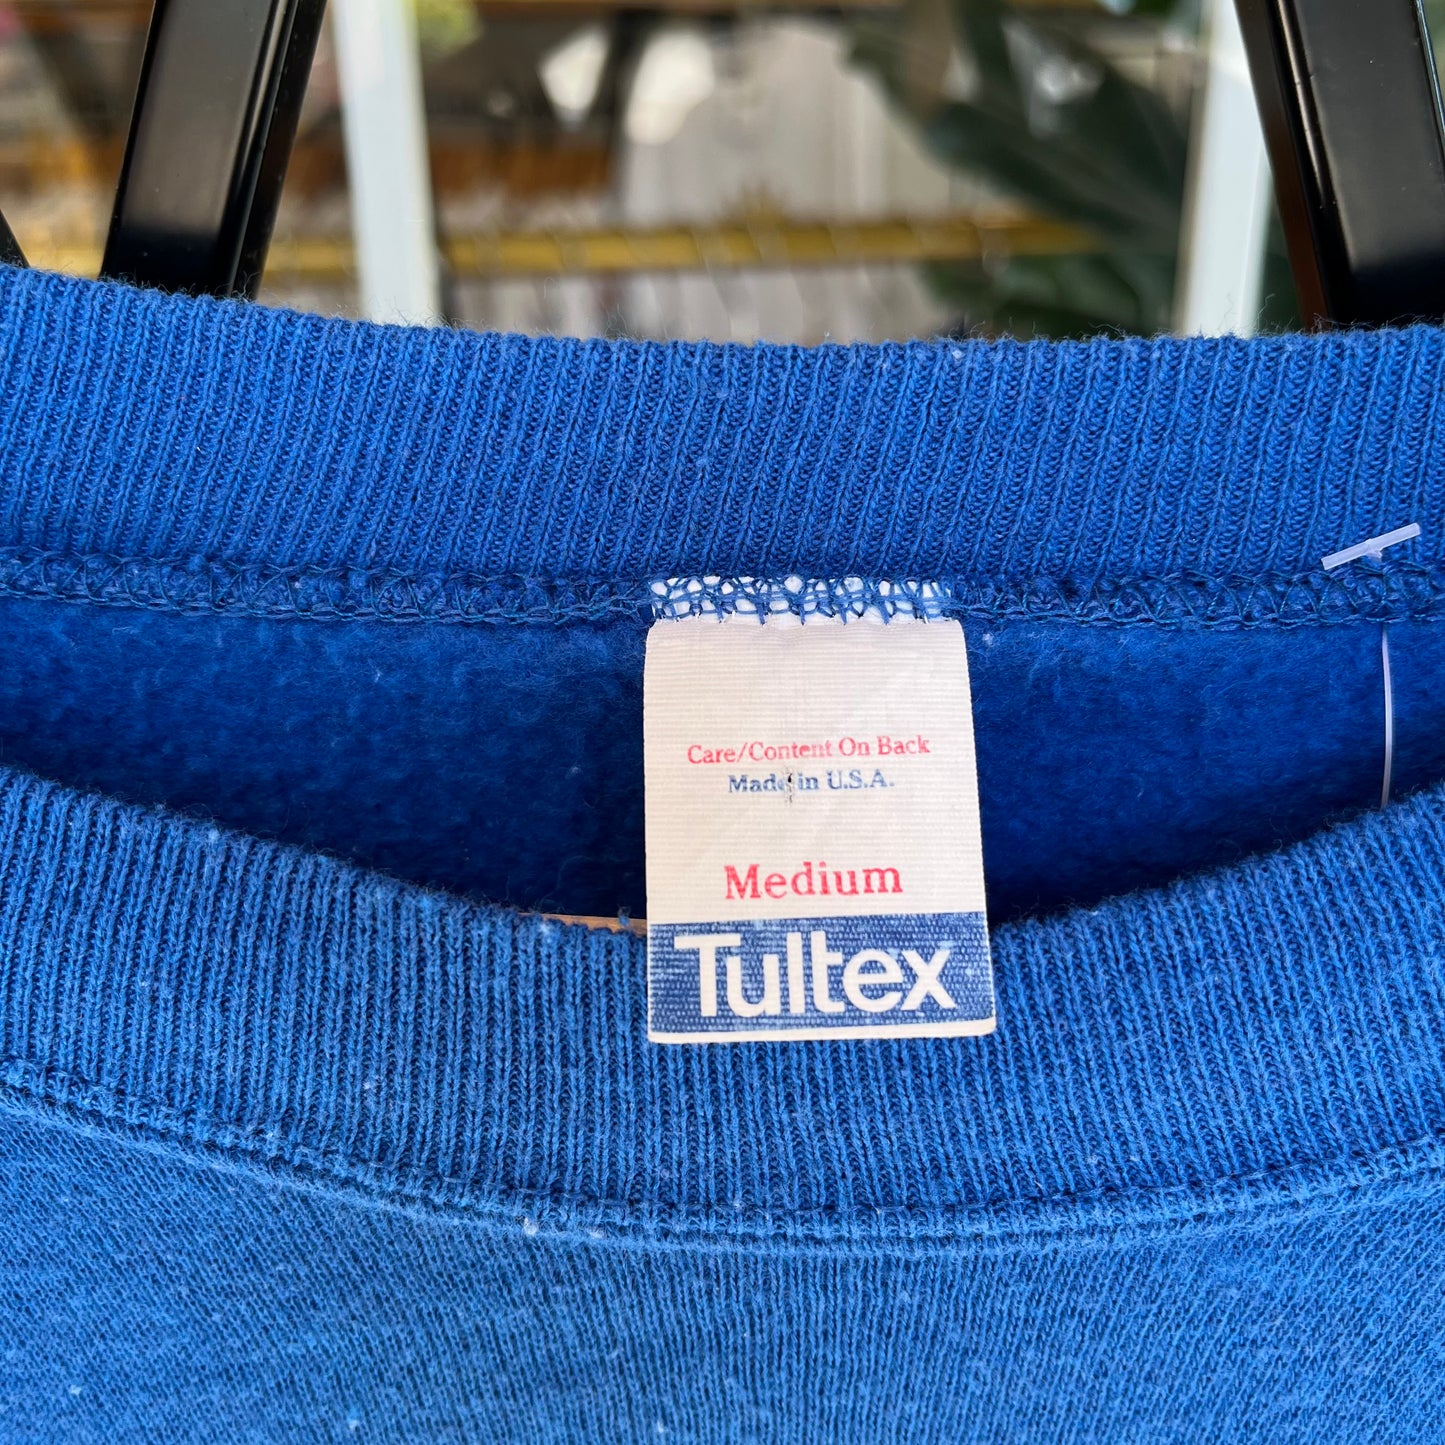 Care/Content On Back
Made in U.S.A.
Medium
Tultex